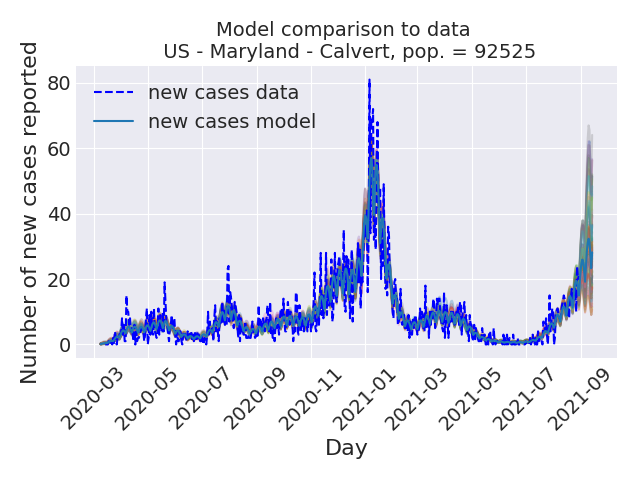 Model comparison to data
US - Maryland - Calvert, pop. = 92525
Number of new cases reported
80
60
40
20
0
new cases data
new cases model
2020-03
2020-05
2020-07
2020-09
2020-11
2021-01
2021-03
2021-05
2021-07
2021-09
Day